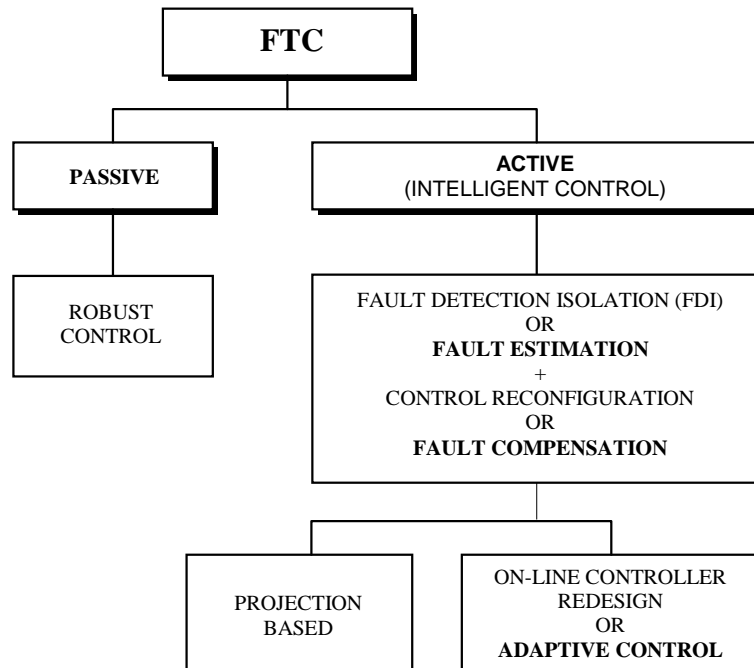 FTC
PASSIVE
ACTIVE
(INTELLIGENT CONTROL)
ROBUST
CONTROL
FAULT DETECTION ISOLATION (FDI)
OR
FAULT ESTIMATION
+
CONTROL RECONFIGURATION
OR
FAULT COMPENSATION
PROJECTION
BASED
ON-LINE CONTROLLER
REDESIGN
OR
ADAPTIVE CONTROL